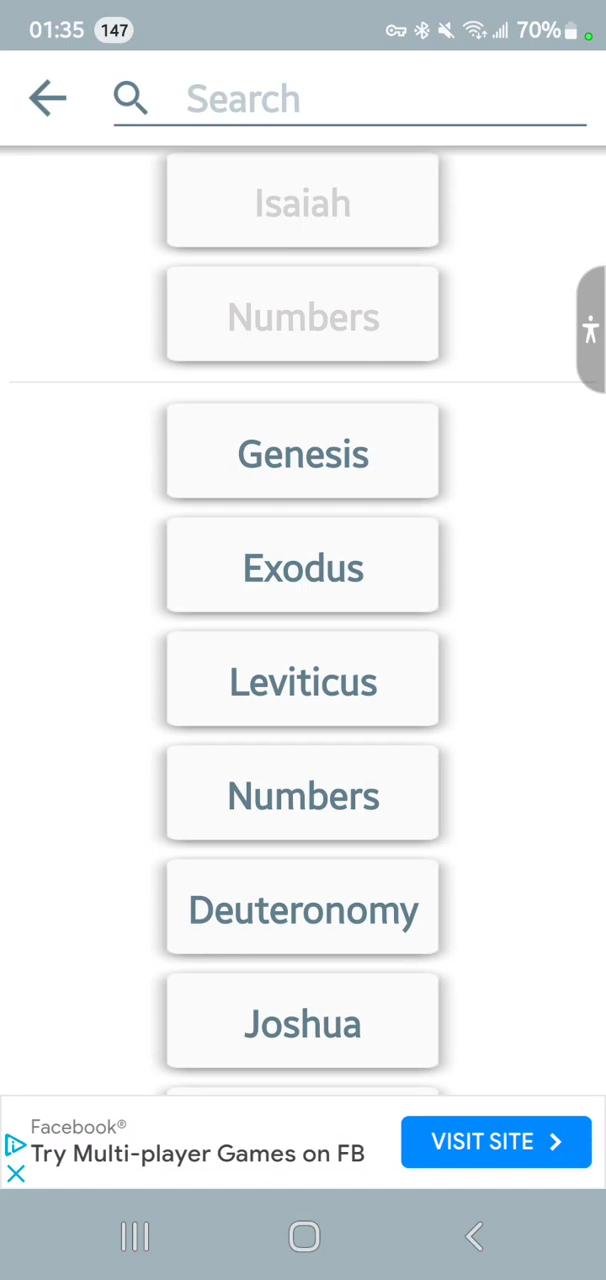 01:35 147 70%
Search
Isaiah
Numbers
Genesis
Exodus
Leviticus
Numbers
Deuteronomy
Joshua
Facebook®
Try Multi-player Games on FB
VISIT SITE